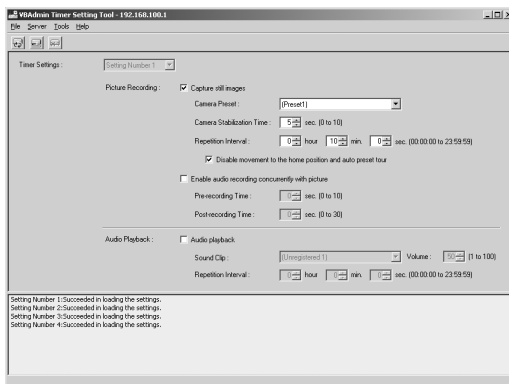 VBAdmin Timer Setting Tool - 192.168.100.1
File Server Tools Help
Timer Settings : Setting Number 1
Picture Recording : Capture still images
Camera Preset : (Preset1)
Camera Stabilization Time : 5 sec. (0 to 10)
Repetition Interval : 0 hour 10 min. 0 sec. (00:00:00 to 23:59:59)
Disable movement to the home position and auto preset tour
Enable audio recording concurrently with picture
Pre-recording Time : 0 sec. (0 to 10)
Post-recording Time : 0 sec. (0 to 30)
Audio Playback : Audio playback
Sound Clip : (Unregistered 1) Volume : 50 (1 to 100)
Repetition Interval : 0 hour 0 min. 0 sec. (00:00:00 to 23:59:59)
Setting Number 1:Succeeded in loading the settings.
Setting Number 2:Succeeded in loading the settings.
Setting Number 3:Succeeded in loading the settings.
Setting Number 4:Succeeded in loading the settings.